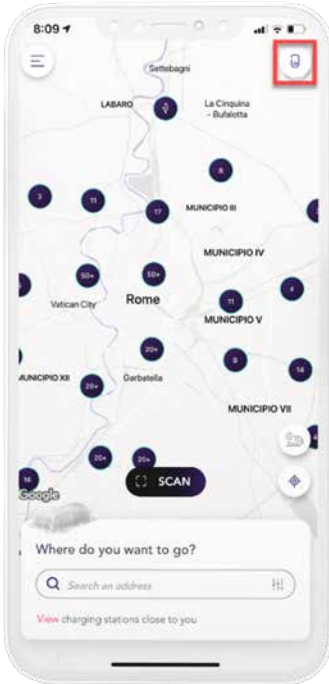 8:09
Settebagni
LABARO
La Cinquina
- Bufalotta
8
3
11
17
MUNICIPIO III
MUNICIPIO IV
50+
50+
4
Vatican City
Rome
11
MUNICIPIO V
20+
9
MUNICIPIO XII
20+
Garbatella
14
MUNICIPIO VII
20+
20+
4
16
SCAN
Google
Where do you want to go?
Search an address
View charging stations close to you